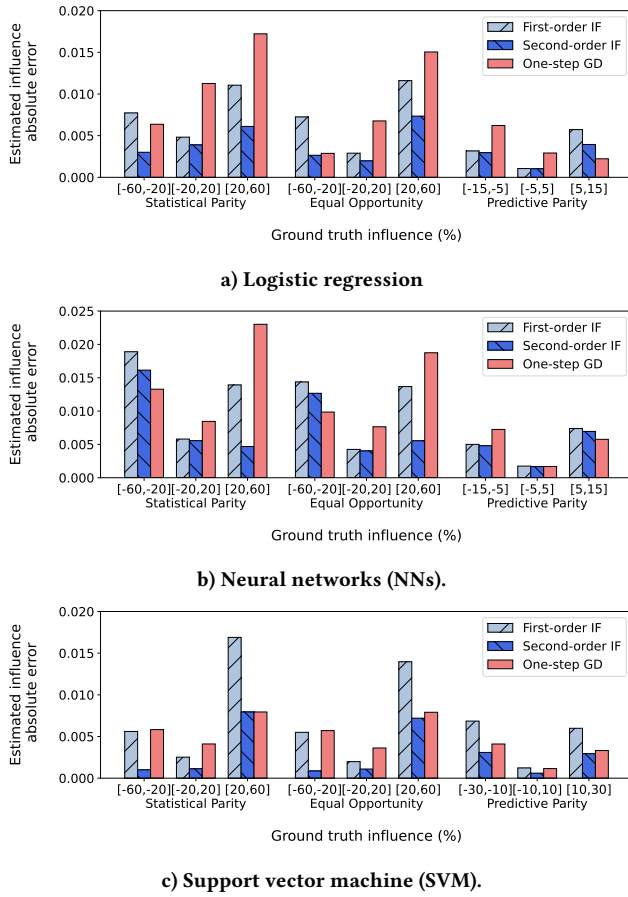 0.020
0.015
0.010
0.005
0.000
Estimated influence
absolute error
First-order IF
Second-order IF
One-step GD
[-60,-20] [-20,20] [20,60] [-60,-20] [-20,20] [20,60] [-15,-5] [-5,5] [5,15]
Statistical Parity Equal Opportunity Predictive Parity
Ground truth influence (%)
a) Logistic regression
0.025
0.020
0.015
0.010
0.005
0.000
Estimated influence
absolute error
First-order IF
Second-order IF
One-step GD
[-60,-20] [-20,20] [20,60] [-60,-20] [-20,20] [20,60] [-15,-5] [-5,5] [5,15]
Statistical Parity Equal Opportunity Predictive Parity
Ground truth influence (%)
b) Neural networks (NNs).
0.020
0.015
0.010
0.005
0.000
Estimated influence
absolute error
First-order IF
Second-order IF
One-step GD
[-60,-20] [-20,20] [20,60] [-60,-20] [-20,20] [20,60] [-30,-10] [-10,10] [10,30]
Statistical Parity Equal Opportunity Predictive Parity
Ground truth influence (%)
c) Support vector machine (SVM).